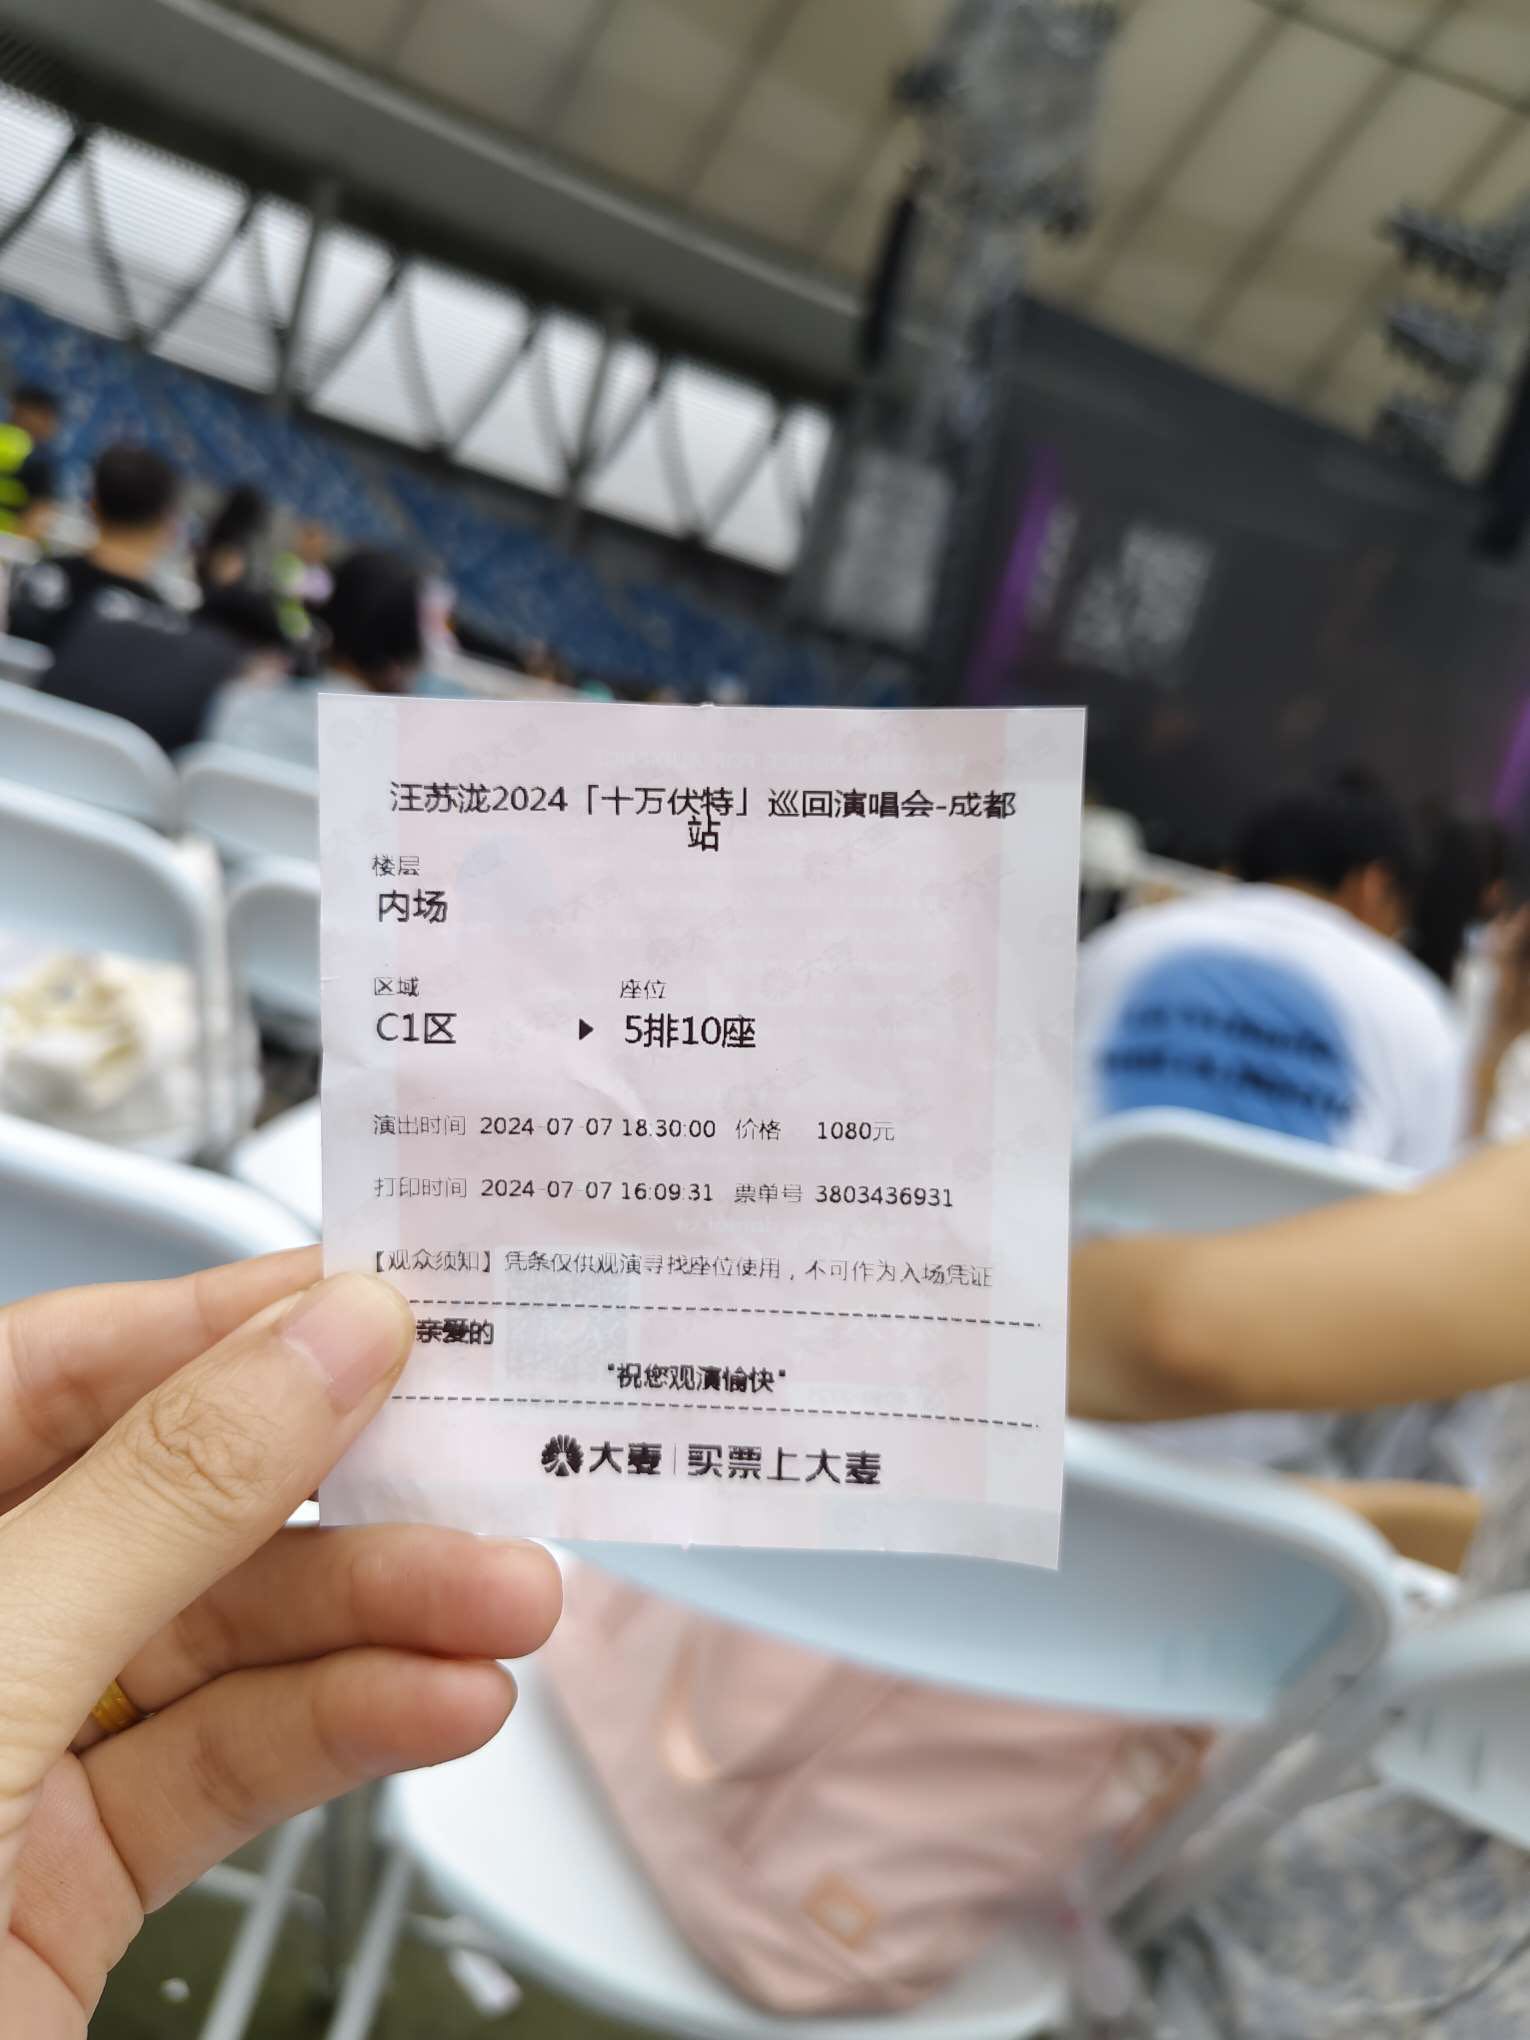 汪苏泷2024「十万伏特」巡回演唱会-成都
站
楼层
内场
区域 座位
C1区 ▶ 5排10座
演出时间 2024-07-07 18:30:00 价格 1080元
打印时间 2024-07-07 16:09:31 票单号 3803436931
【观众须知】凭条仅供观演寻找座位使用，不可作为入场凭证
亲爱的
"祝您观演愉快"
大麦 | 买票上大麦